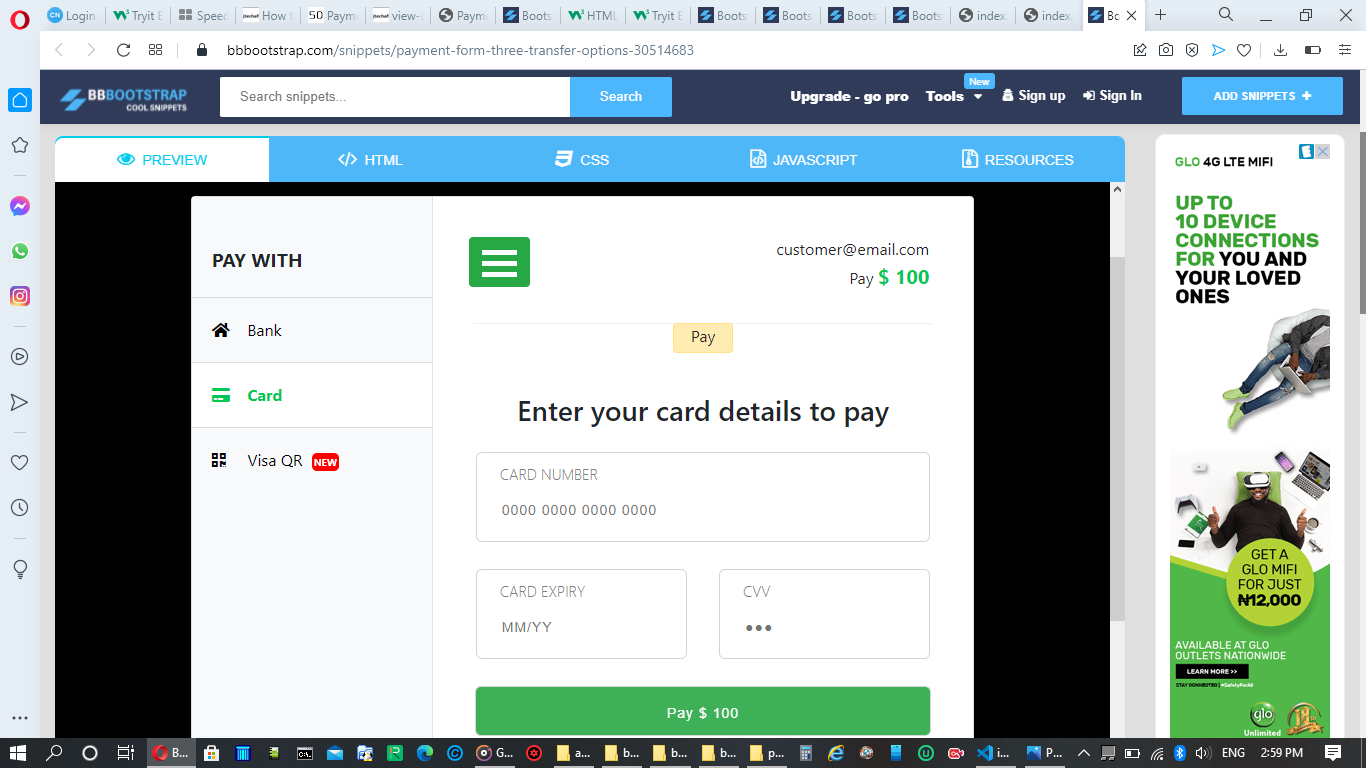 Login
Tryit E
Speec
How t
Paym
view-
Paym
Boots
HTML
Tryit E
Boots
Boots
Boots
Boots
index.
index.
Bc
bbbootstrap.com/snippets/payment-form-three-transfer-options-30514683
BBBOOTSTRAP
COOL SNIPPETS
Search snippets...
Search
Upgrade - go pro
Tools
New
Sign up
Sign In
ADD SNIPPETS +
PREVIEW
HTML
CSS
JAVASCRIPT
RESOURCES
PAY WITH
Bank
Card
Visa QR NEW
customer@email.com
Pay $ 100
Pay
Enter your card details to pay
CARD NUMBER
0000 0000 0000 0000
CARD EXPIRY
MM/YY
CVV
Pay $ 100
GLO 4G LTE MIFI
UP TO
10 DEVICE
CONNECTIONS
FOR YOU AND
YOUR LOVED
ONES
GET A
GLO MIFI
FOR JUST
₦12,000
AVAILABLE AT GLO
OUTLETS NATIONWIDE
LEARN MORE >>
STAY CONNECTED | #SafetyForAll
glo
Unlimited
B...
G...
a...
b...
b...
b...
p...
i...
P...
ENG
2:59 PM